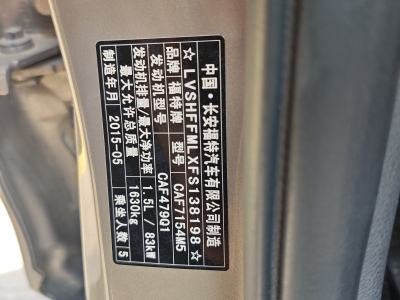 中国·长安福特汽车有限公司制造
☆LVSHFFMLXFS138198☆
品牌 福特牌 型号 CAF7154M5
发动机型号 CAF479Q1
发动机排量/最大净功率 1.5L / 83kW
最大允许总质量 1630kg
制造年月 2015-05 乘坐人数 5